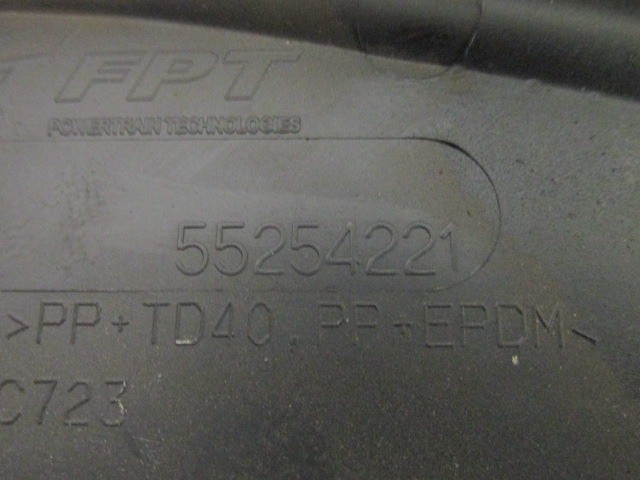 FPT
POWERTRAIN TECHNOLOGIES
55254221
>PP+TD40.PP+EPDM<
C723